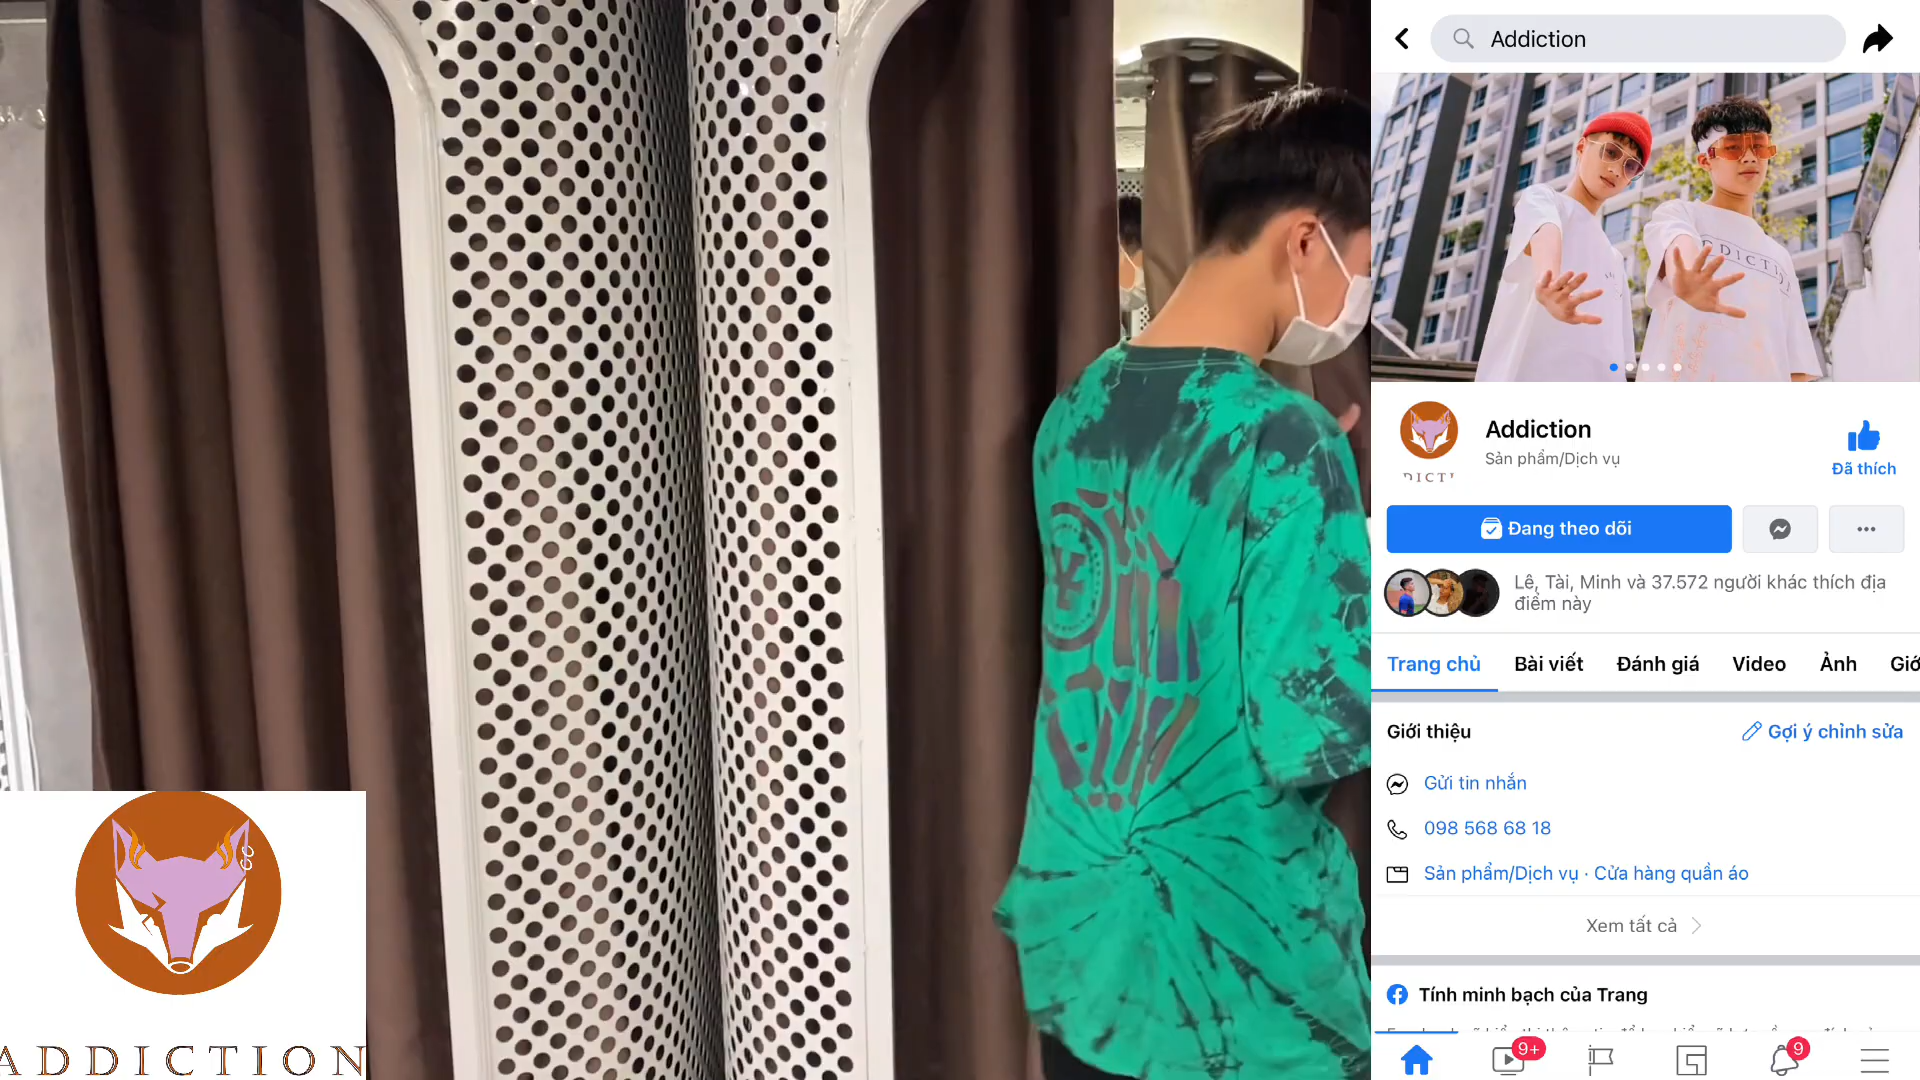 Addiction
DDICTION
Addiction
Sản phẩm/Dịch vụ
Đã thích
DICTI
Đang theo dõi
Lê, Tài, Minh và 37.572 người khác thích địa
điểm này
Trang chủ Bài viết Đánh giá Video Ảnh Giớ
Giới thiệu
Gợi ý chỉnh sửa
Gửi tin nhắn
098 568 68 18
Sản phẩm/Dịch vụ · Cửa hàng quần áo
Xem tất cả
Tính minh bạch của Trang
9+
9
ADDICTION